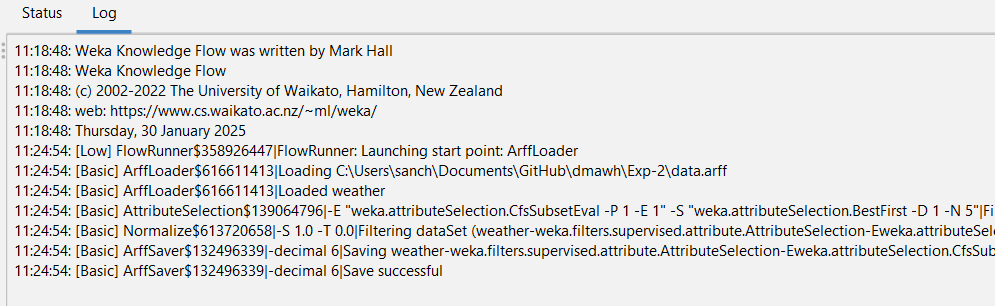 Status Log
11:18:48: Weka Knowledge Flow was written by Mark Hall
11:18:48: Weka Knowledge Flow
11:18:48: (c) 2002-2022 The University of Waikato, Hamilton, New Zealand
11:18:48: web: https://www.cs.waikato.ac.nz/~ml/weka/
11:18:48: Thursday, 30 January 2025
11:24:54: [Low] FlowRunner$358926447|FlowRunner: Launching start point: ArffLoader
11:24:54: [Basic] ArffLoader$616611413|Loading C:\Users\sanch\Documents\GitHub\dmawh\Exp-2\data.arff
11:24:54: [Basic] ArffLoader$616611413|Loaded weather
11:24:54: [Basic] AttributeSelection$139064796|-E "weka.attributeSelection.CfsSubsetEval -P 1 -E 1" -S "weka.attributeSelection.BestFirst -D 1 -N 5"|Fi
11:24:54: [Basic] Normalize$613720658|-S 1.0 -T 0.0|Filtering dataSet (weather-weka.filters.supervised.attribute.AttributeSelection-Eweka.attributeSele
11:24:54: [Basic] ArffSaver$132496339|-decimal 6|Saving weather-weka.filters.supervised.attribute.AttributeSelection-Eweka.attributeSelection.CfsSub
11:24:54: [Basic] ArffSaver$132496339|-decimal 6|Save successful